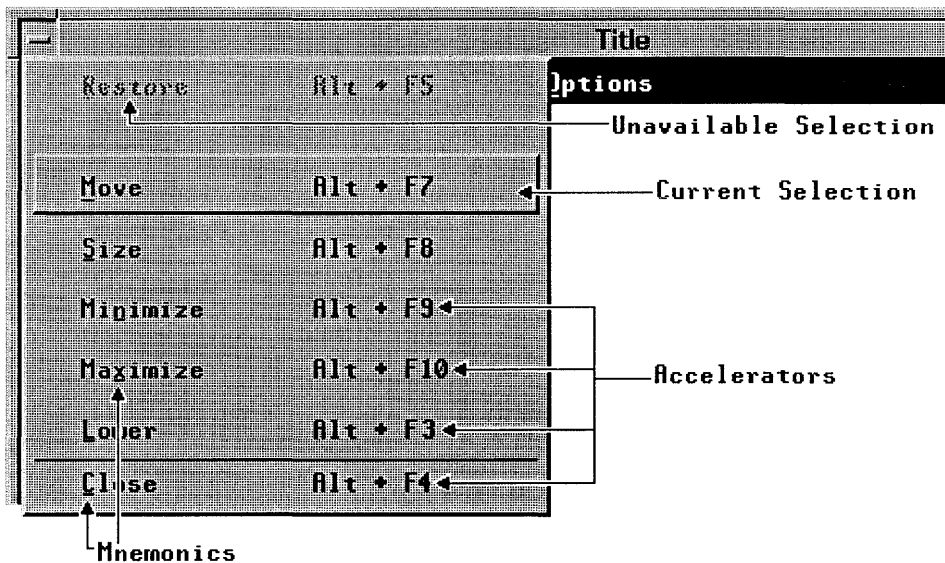 Title
Restore Alt + F5
ptions
Unavailable Selection
Move Alt + F7
Current Selection
Size Alt + F8
Minimize Alt + F9
Maximize Alt + F10
Accelerators
Lower Alt + F3
Close Alt + F4
Mnemonics